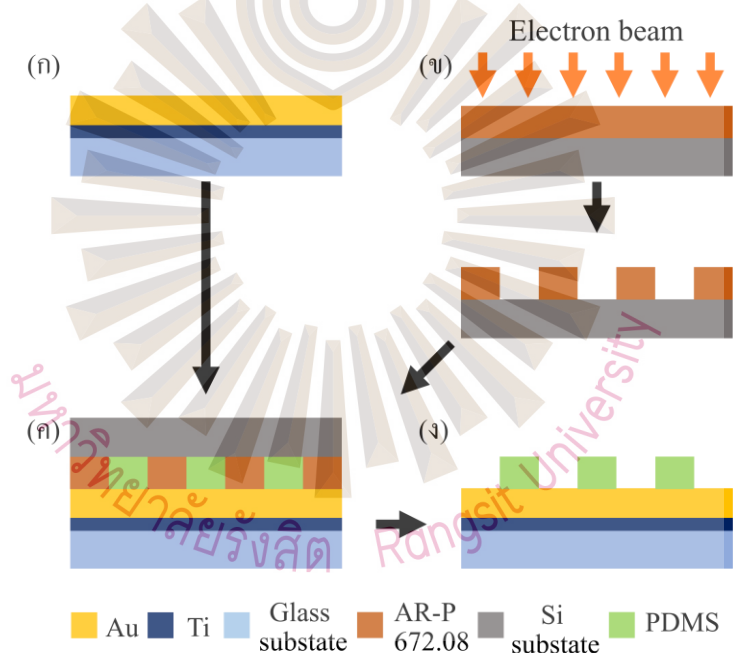 Electron beam
(ก)
(ข)
(ค)
(ง)
มหาวิทยาลัยรังสิต Rangsit University
Au
Ti
Glass
substate
AR-P
672.08
Si
substate
PDMS